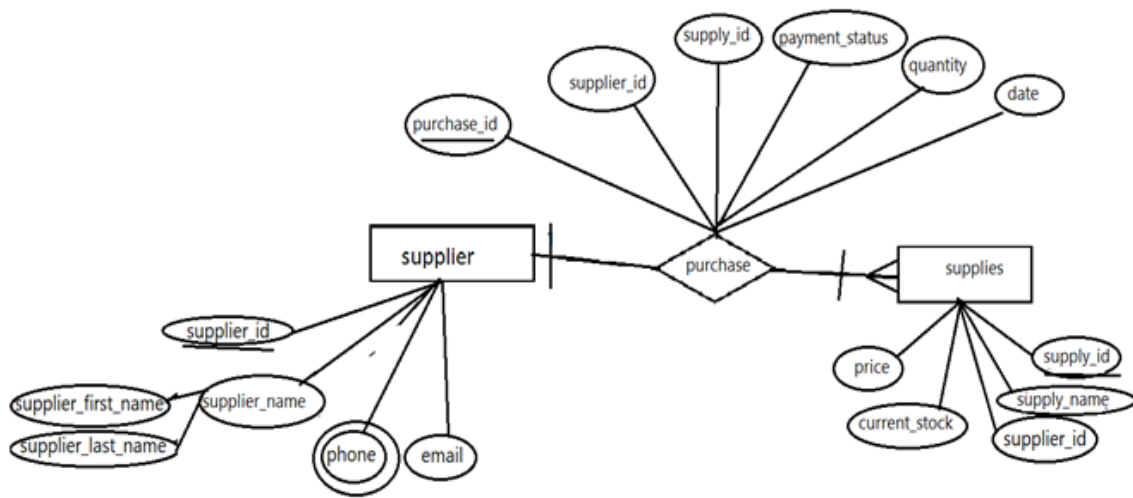 supply_id
payment_status
quantity
supplier_id
date
purchase_id
supplier
purchase
supplies
supplier_id
price
supply_id
supplier_first_name
supplier_name
supply_name
current_stock
supplier_id
supplier_last_name
phone
email